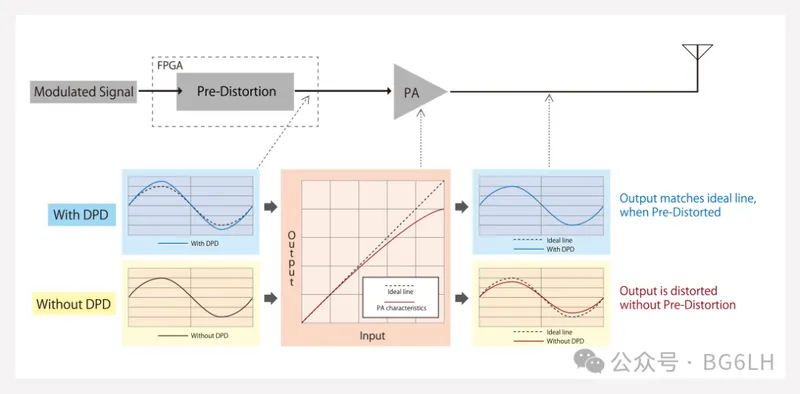 FPGA
Modulated Signal
Pre-Distortion
PA
With DPD
With DPD
Output
Ideal line
PA characteristics
Input
Ideal line
With DPD
Output matches ideal line,
when Pre-Distorted
Without DPD
Without DPD
Ideal line
Without DPD
Output is distorted
without Pre-Distortion
公众号 · BG6LH